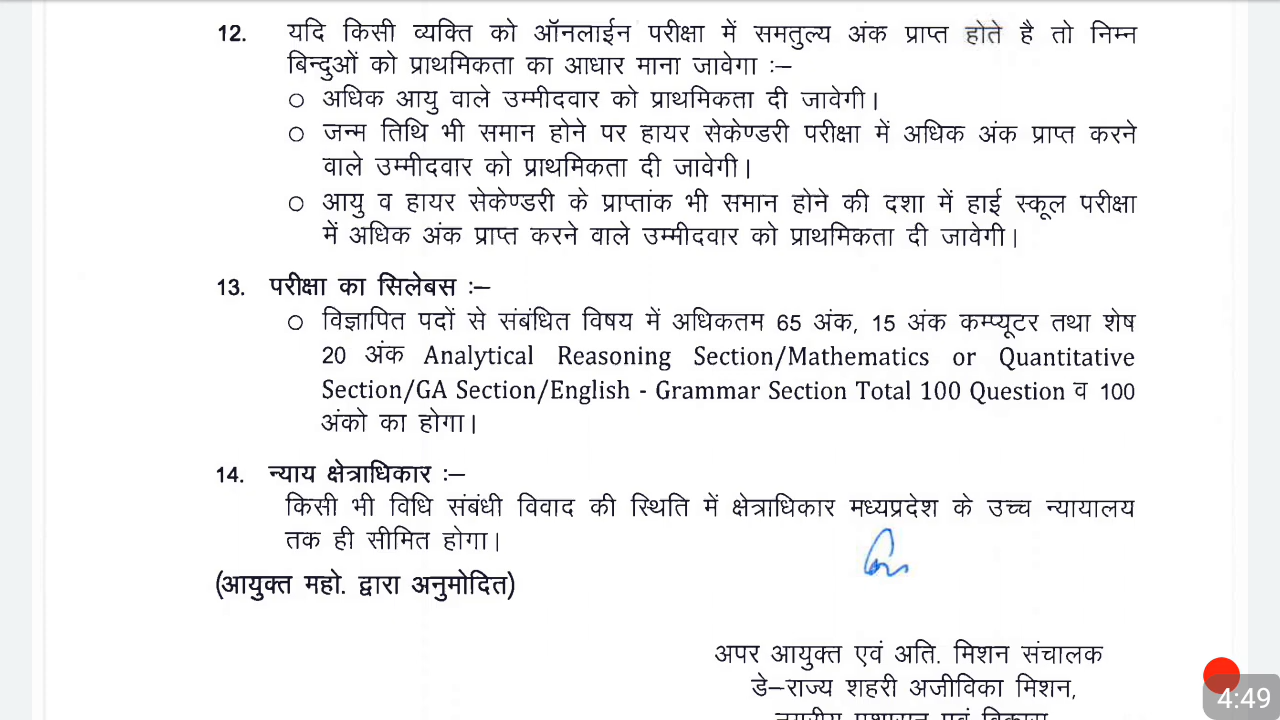 12. यदि किसी व्यक्ति को ऑनलाईन परीक्षा में समतुल्य अंक प्राप्त होते है तो निम्न
बिन्दुओं को प्राथमिकता का आधार माना जावेगा :–
○ अधिक आयु वाले उम्मीदवार को प्राथमिकता दी जावेगी।
○ जन्म तिथि भी समान होने पर हायर सेकेण्डरी परीक्षा में अधिक अंक प्राप्त करने
वाले उम्मीदवार को प्राथमिकता दी जावेगी।
○ आयु व हायर सेकेण्डरी के प्राप्तांक भी समान होने की दशा में हाई स्कूल परीक्षा
में अधिक अंक प्राप्त करने वाले उम्मीदवार को प्राथमिकता दी जावेगी।
13. परीक्षा का सिलेबस :–
○ विज्ञापित पदों से संबंधित विषय में अधिकतम 65 अंक, 15 अंक कम्प्यूटर तथा शेष
20 अंक Analytical Reasoning Section/Mathematics or Quantitative
Section/GA Section/English - Grammar Section Total 100 Question व 100
अंको का होगा।
14. न्याय क्षेत्राधिकार :–
किसी भी विधि संबंधी विवाद की स्थिति में क्षेत्राधिकार मध्यप्रदेश के उच्च न्यायालय
तक ही सीमित होगा।
(आयुक्त महो. द्वारा अनुमोदित)
अपर आयुक्त एवं अति. मिशन संचालक
डे–राज्य शहरी अजीविका मिशन,
4:49